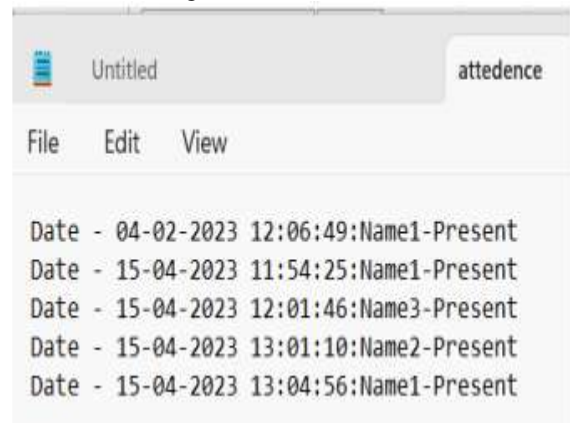 Untitled attedence
File Edit View
Date - 04-02-2023 12:06:49:Name1-Present
Date - 15-04-2023 11:54:25:Name1-Present
Date - 15-04-2023 12:01:46:Name3-Present
Date - 15-04-2023 13:01:10:Name2-Present
Date - 15-04-2023 13:04:56:Name1-Present